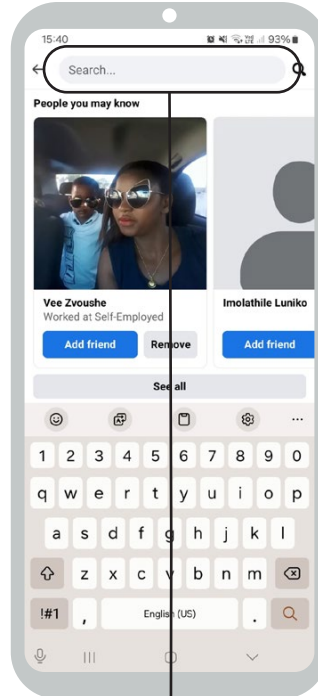 15:40 93%
Search...
People you may know
Vee Zvoushe
Worked at Self-Employed
Add friend Remove
Imolathile Luniko
Add friend
See all
1 2 3 4 5 6 7 8 9 0
q w e r t y u i o p
a s d f g h j k l
z x c v b n m
!#1 , English (US) .